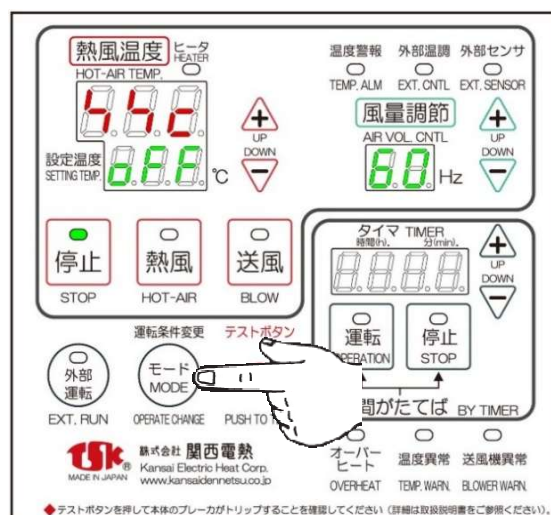 熱風温度 ヒータ
HEATER
HOT-AIR TEMP.
hhc
設定温度
SETTING TEMP.
oFF ℃
UP
DOWN
温度警報 外部温調 外部センサ
TEMP. ALM EXT. CNTL EXT. SENSOR
風量調節
AIR VOL. CNTL
60 Hz
UP
DOWN
停止 熱風 送風
STOP HOT-AIR BLOW
タイマ TIMER
時間(h)。 分(min)。
UP
DOWN
運転 停止
OPERATION STOP
間がたてば BY TIMER
運転条件変更 テストボタン
外部
運転
モード
MODE
EXT. RUN OPERATE CHANGE PUSH TO
オーバー
ヒート
温度異常 送風機異常
OVERHEAT TEMP. WARN. BLOWER WARN.
TSK®
MADE IN JAPAN
株式会社 関西電熱
Kansai Electric Heat Corp.
www.kansaidennetsu.co.jp
◆テストボタンを押して本体のブレーカがトリップすることを確認してください（詳細は取扱説明書をご参照ください）。